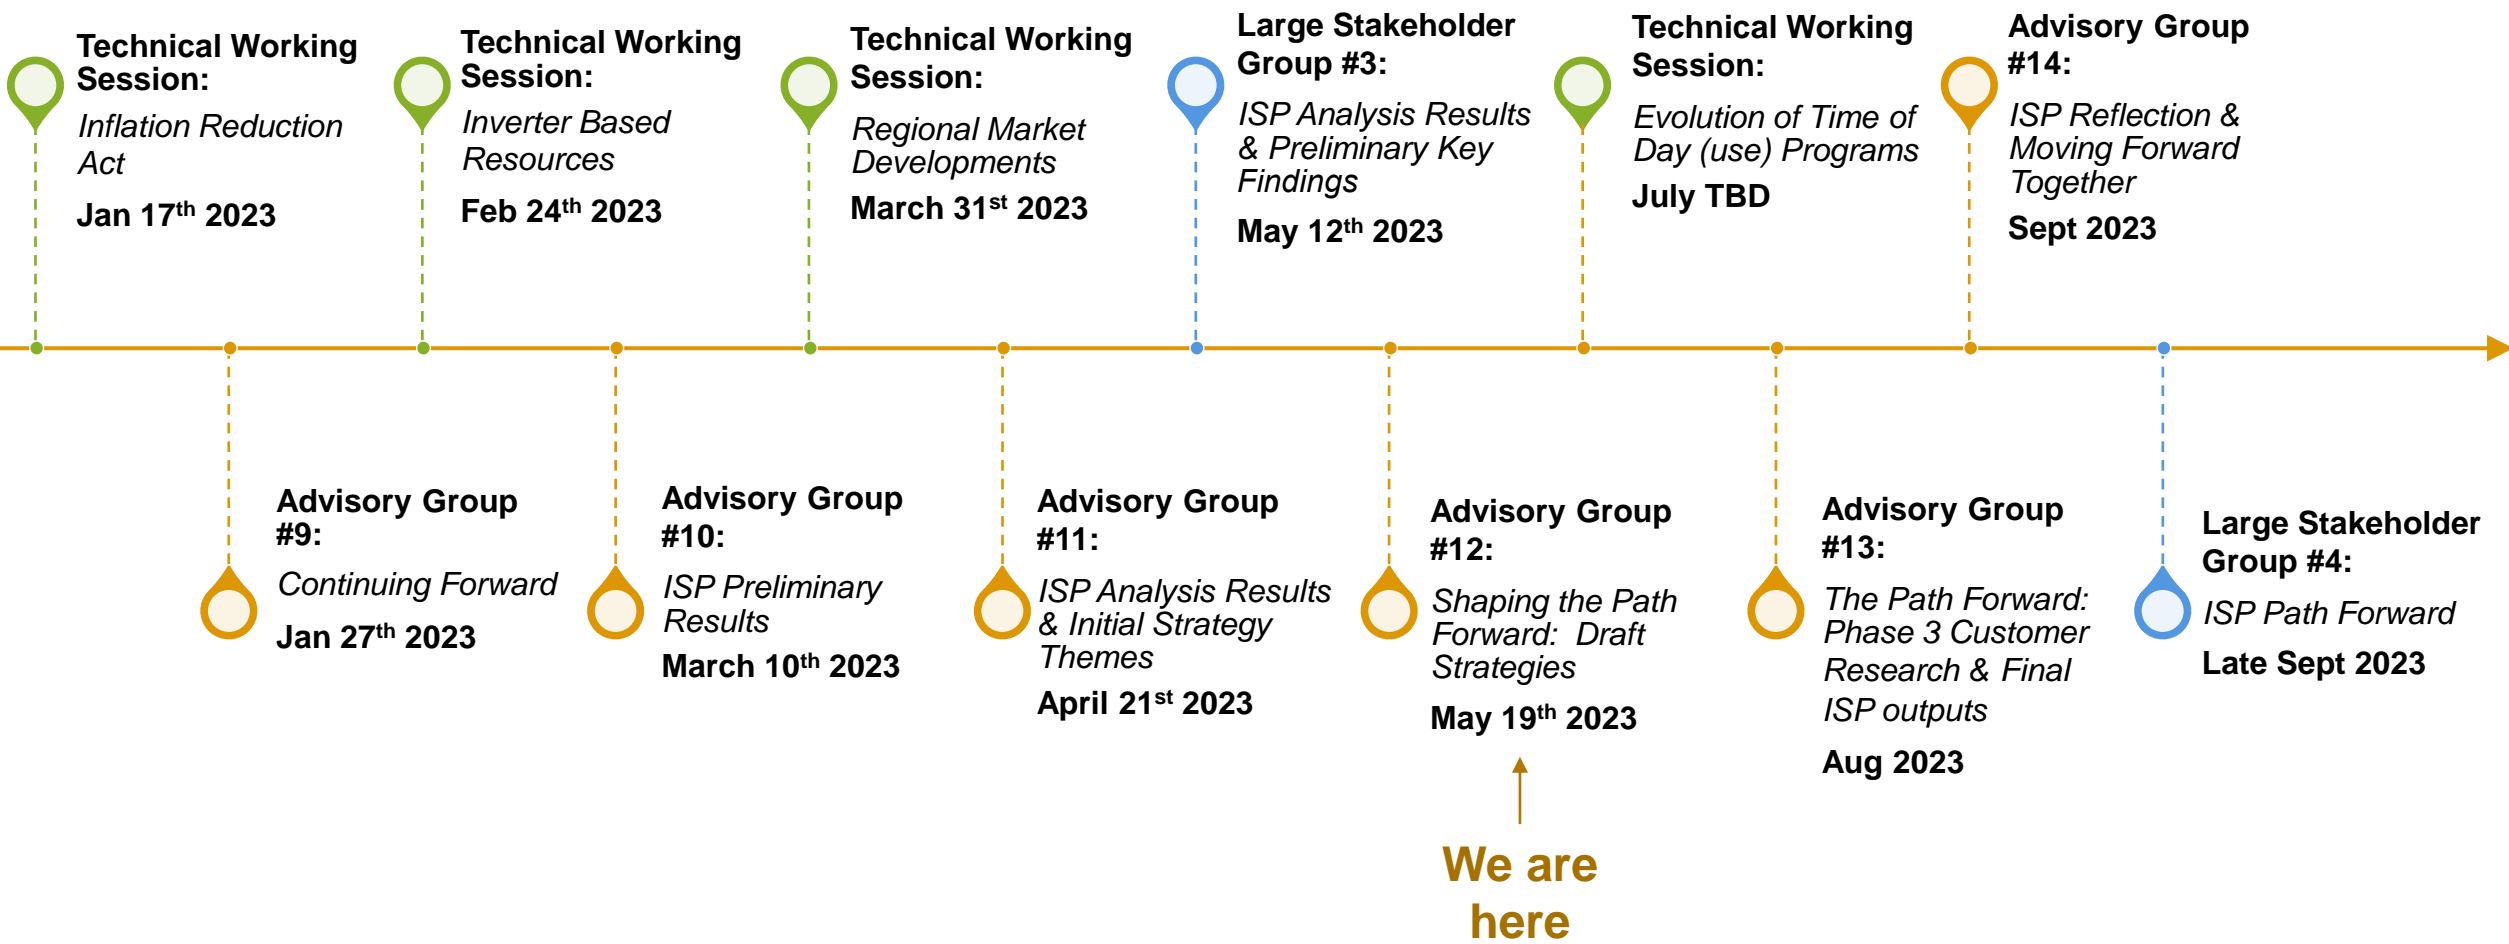 Technical Working
Session:
Inflation Reduction
Act
Jan 17th 2023
Technical Working
Session:
Inverter Based
Resources
Feb 24th 2023
Technical Working
Session:
Regional Market
Developments
March 31st 2023
Large Stakeholder
Group #3:
ISP Analysis Results
& Preliminary Key
Findings
May 12th 2023
Technical Working
Session:
Evolution of Time of
Day (use) Programs
July TBD
Advisory Group
#14:
ISP Reflection &
Moving Forward
Together
Sept 2023
Advisory Group
#9:
Continuing Forward
Jan 27th 2023
Advisory Group
#10:
ISP Preliminary
Results
March 10th 2023
Advisory Group
#11:
ISP Analysis Results
& Initial Strategy
Themes
April 21st 2023
Advisory Group
#12:
Shaping the Path
Forward: Draft
Strategies
May 19th 2023
Advisory Group
#13:
The Path Forward:
Phase 3 Customer
Research & Final
ISP outputs
Aug 2023
Large Stakeholder
Group #4:
ISP Path Forward
Late Sept 2023
We are
here